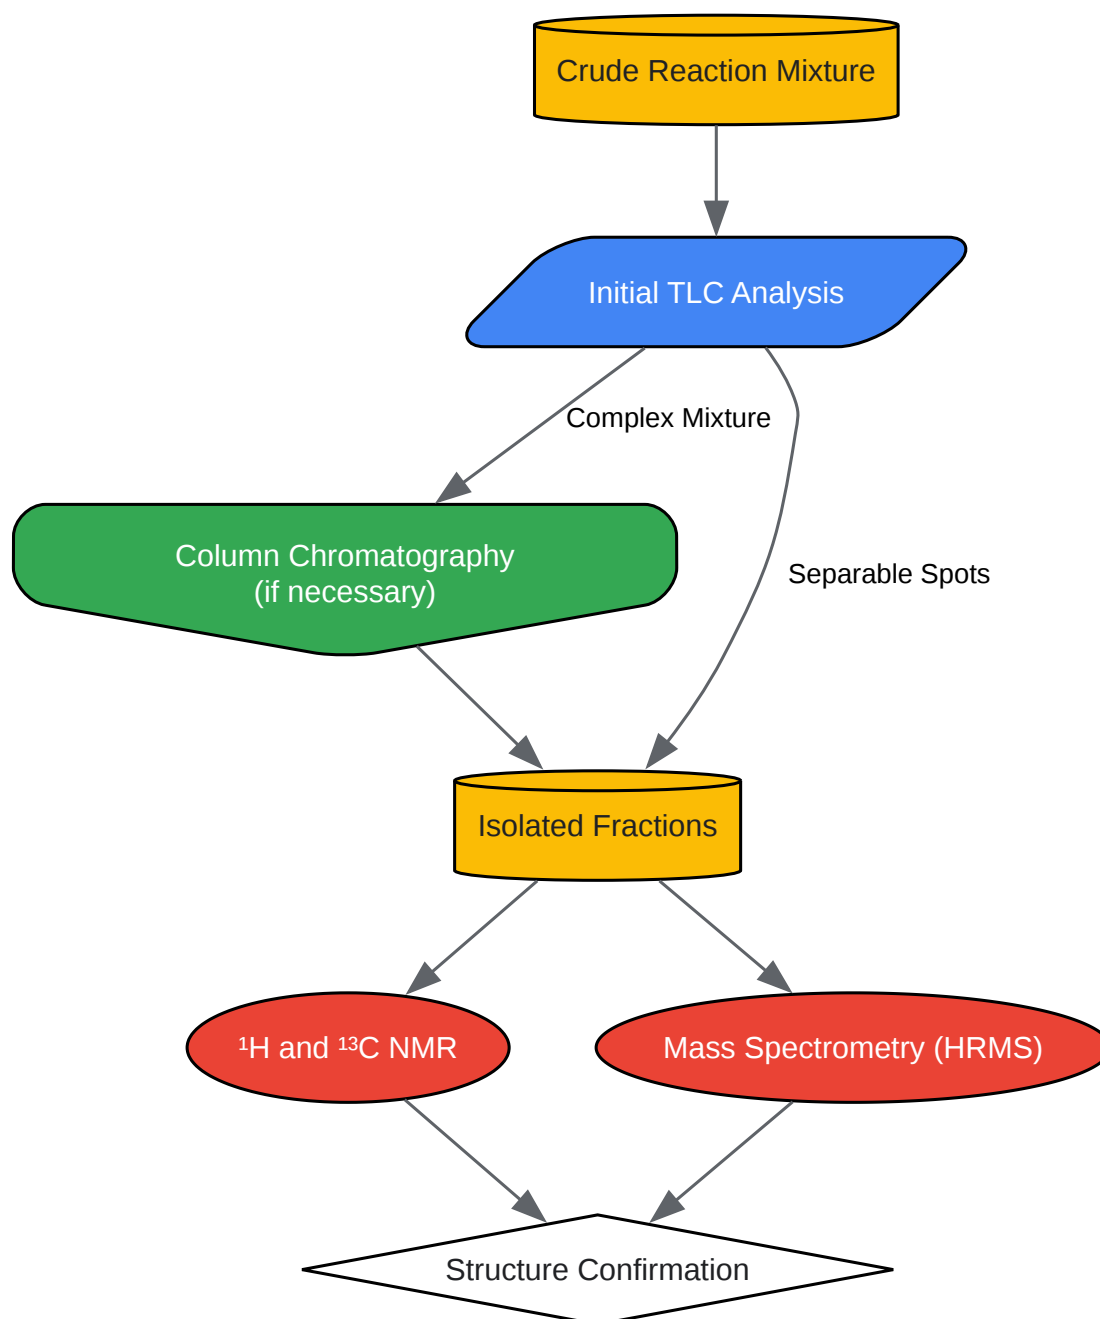 Crude Reaction Mixture
Initial TLC Analysis
Complex Mixture
Column Chromatography
(if necessary)
Separable Spots
Isolated Fractions
¹H and ¹³C NMR
Mass Spectrometry (HRMS)
Structure Confirmation